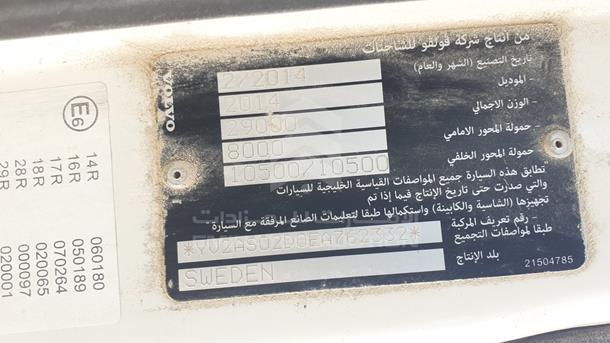 VOLVO
من انتاج شركة فولفو للشاحنات
تاريخ التصنيع (الشهر والعام) 2/2014
- الموديل 2014
- الوزن الاجمالي 29000
- حمولة المحور الامامي 8000
حمولة المحور الخلفي 10500/10500
تطابق هذه السيارة جميع المواصفات القياسية الخليجية للسيارات
والتي صدرت حتى تاريخ الإنتاج فيما إذا تم
تجهيزها (الشاسية والكابينة) واستكمالها طبقا لتعليمات الصانع المرفقة مع السيارة
- رقم تعريف المركبة
طبقا لمواصفات التجميع
بلد الإنتاج SWEDEN
21504785
E6
14R 060180
16R 050189
17R 070264
18R 020065
28R 000097
29R 020001